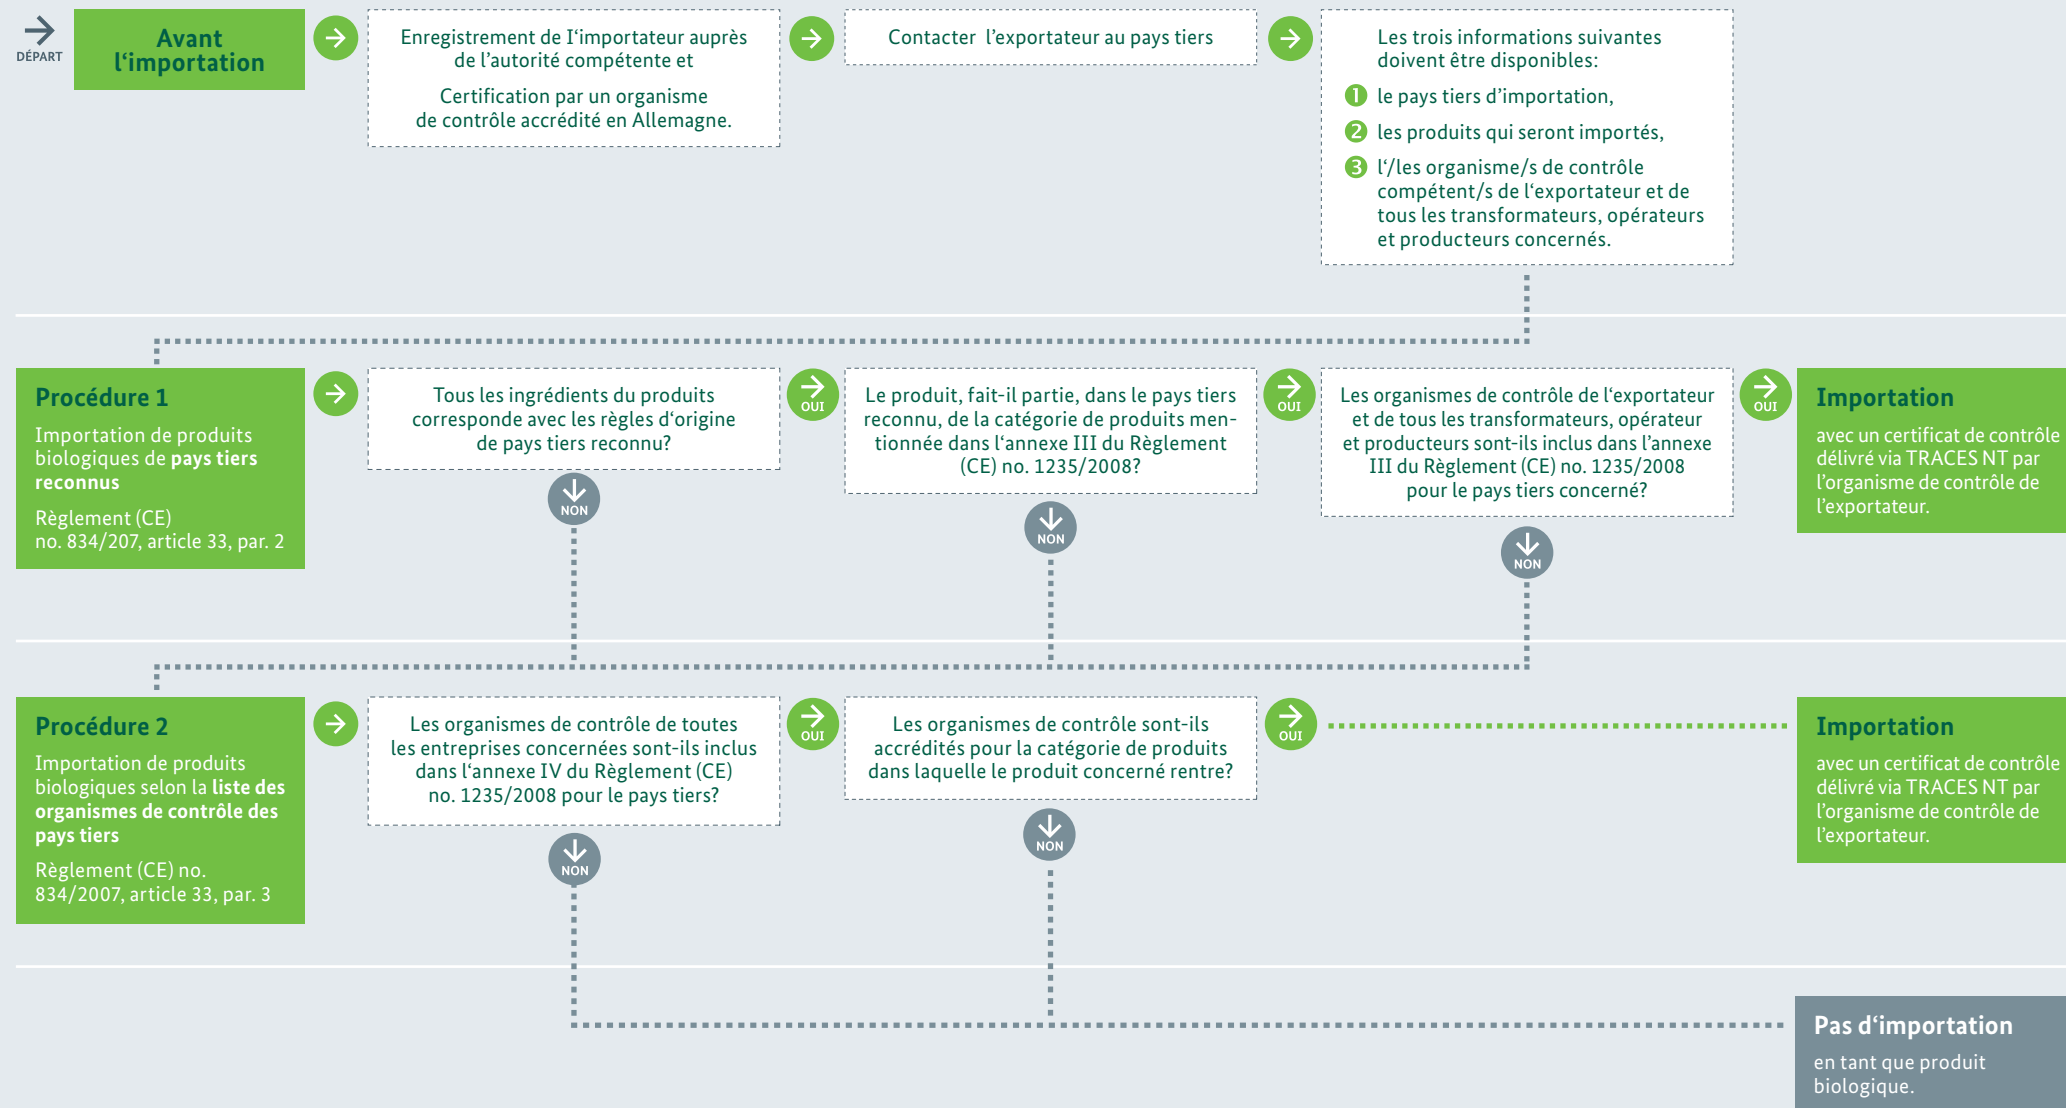 DÉPART
Avant
l‘importation
Enregistrement de I‘importateur auprès
de l’autorité compétente et
Certification par un organisme
de contrôle accrédité en Allemagne.
Contacter l’exportateur au pays tiers
Les trois informations suivantes
doivent être disponibles:
1 le pays tiers d’importation,
2 les produits qui seront importés,
3 l‘/les organisme/s de contrôle
compétent/s de l‘exportateur et de
tous les transformateurs, opérateurs
et producteurs concernés.
Procédure 1
Importation de produits
biologiques de pays tiers
reconnus
Règlement (CE)
no. 834/207, article 33, par. 2
Tous les ingrédients du produits
corresponde avec les règles d‘origine
de pays tiers reconnu?
OUI
NON
Le produit, fait-il partie, dans le pays tiers
reconnu, de la catégorie de produits men-
tionnée dans l‘annexe III du Règlement
(CE) no. 1235/2008?
OUI
NON
Les organismes de contrôle de l‘exportateur
et de tous les transformateurs, opérateur
et producteurs sont-ils inclus dans l’annexe
III du Règlement (CE) no. 1235/2008
pour le pays tiers concerné?
OUI
NON
Importation
avec un certificat de contrôle
délivré via TRACES NT par
l’organisme de contrôle de
l’exportateur.
Procédure 2
Importation de produits
biologiques selon la liste des
organismes de contrôle des
pays tiers
Règlement (CE) no.
834/2007, article 33, par. 3
Les organismes de contrôle de toutes
les entreprises concernées sont-ils inclus
dans l‘annexe IV du Règlement (CE)
no. 1235/2008 pour le pays tiers?
OUI
NON
Les organismes de contrôle sont-ils
accrédités pour la catégorie de produits
dans laquelle le produit concerné rentre?
OUI
NON
Importation
avec un certificat de contrôle
délivré via TRACES NT par
l’organisme de contrôle de
l’exportateur.
Pas d‘importation
en tant que produit
biologique.